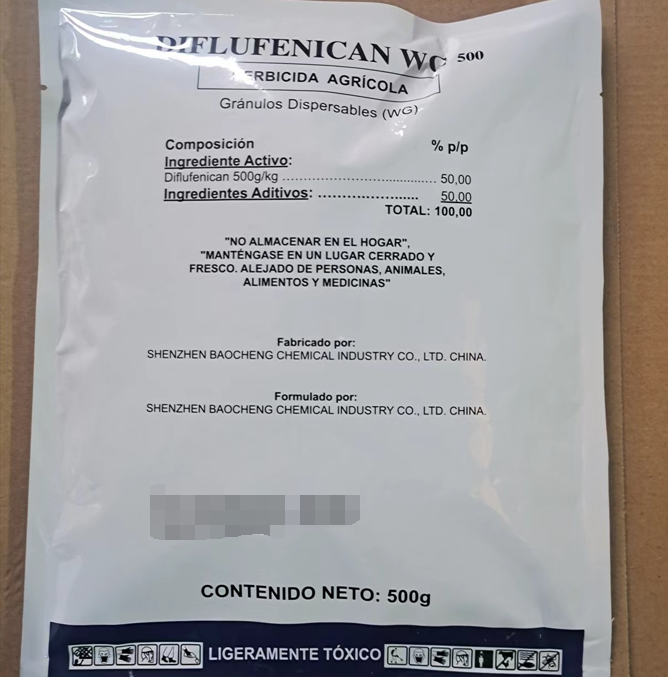 DIFLUFENICAN WG 500
HERBICIDA AGRÍCOLA
Gránulos Dispersables (WG)
Composición % p/p
Ingrediente Activo:
Diflufenican 500g/kg .................................... 50,00
Ingredientes Aditivos: ....................... 50,00
TOTAL: 100,00
"NO ALMACENAR EN EL HOGAR",
"MANTÉNGASE EN UN LUGAR CERRADO Y
FRESCO. ALEJADO DE PERSONAS, ANIMALES,
ALIMENTOS Y MEDICINAS"
Fabricado por:
SHENZHEN BAOCHENG CHEMICAL INDUSTRY CO., LTD. CHINA.
Formulado por:
SHENZHEN BAOCHENG CHEMICAL INDUSTRY CO., LTD. CHINA.
CONTENIDO NETO: 500g
LIGERAMENTE TÓXICO